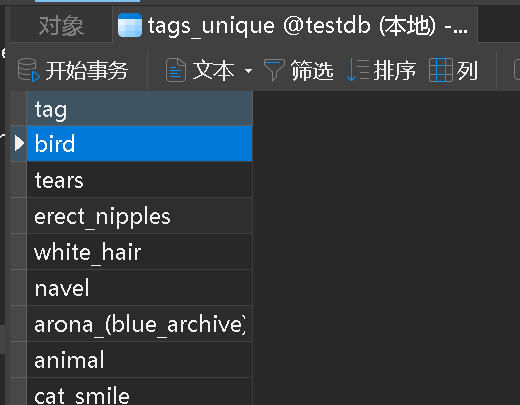 对象
tags_unique @testdb (本地) -...
开始事务
文本
筛选
排序
列
tag
bird
tears
erect_nipples
white_hair
navel
arona_(blue_archive)
animal
cat_smile